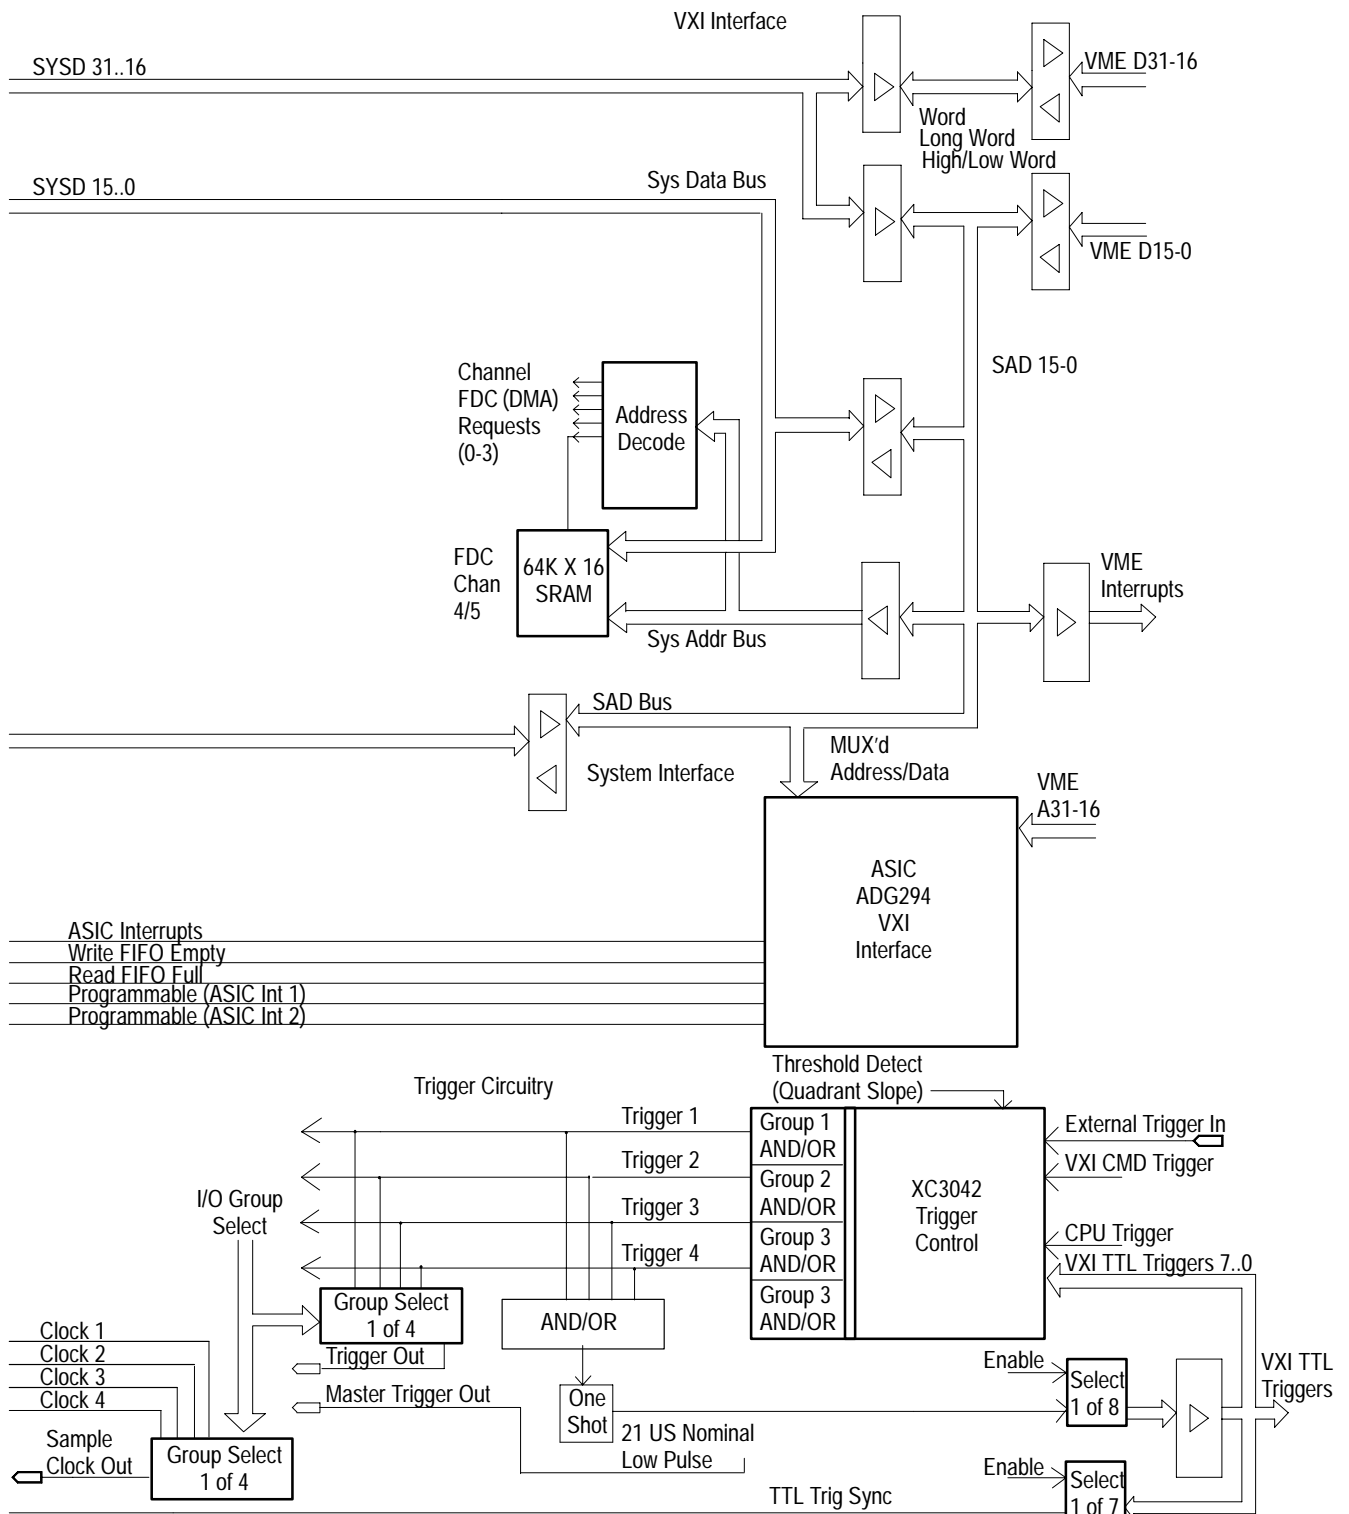 VXI Interface
SYSD 31..16
VME D31-16
Word
Long Word
High/Low Word
SYSD 15..0
Sys Data Bus
VME D15-0
SAD 15-0
Channel
FDC (DMA)
Requests
(0-3)
Address
Decode
FDC
Chan
4/5
64K X 16
SRAM
VME
Interrupts
Sys Addr Bus
SAD Bus
System Interface
MUX'd
Address/Data
VME
A31-16
ASIC
ADG294
VXI
Interface
ASIC Interrupts
Write FIFO Empty
Read FIFO Full
Programmable (ASIC Int 1)
Programmable (ASIC Int 2)
Threshold Detect
(Quadrant Slope)
Trigger Circuitry
Trigger 1
Trigger 2
Trigger 3
Trigger 4
Group 1
AND/OR
Group 2
AND/OR
Group 3
AND/OR
Group 3
AND/OR
XC3042
Trigger
Control
External Trigger In
VXI CMD Trigger
CPU Trigger
VXI TTL Triggers 7..0
I/O Group
Select
Group Select
1 of 4
AND/OR
Clock 1
Clock 2
Clock 3
Clock 4
Trigger Out
Master Trigger Out
One
Shot
21 US Nominal
Low Pulse
Enable
Select
1 of 8
VXI TTL
Triggers
Sample
Clock Out
Group Select
1 of 4
Enable
Select
1 of 7
TTL Trig Sync